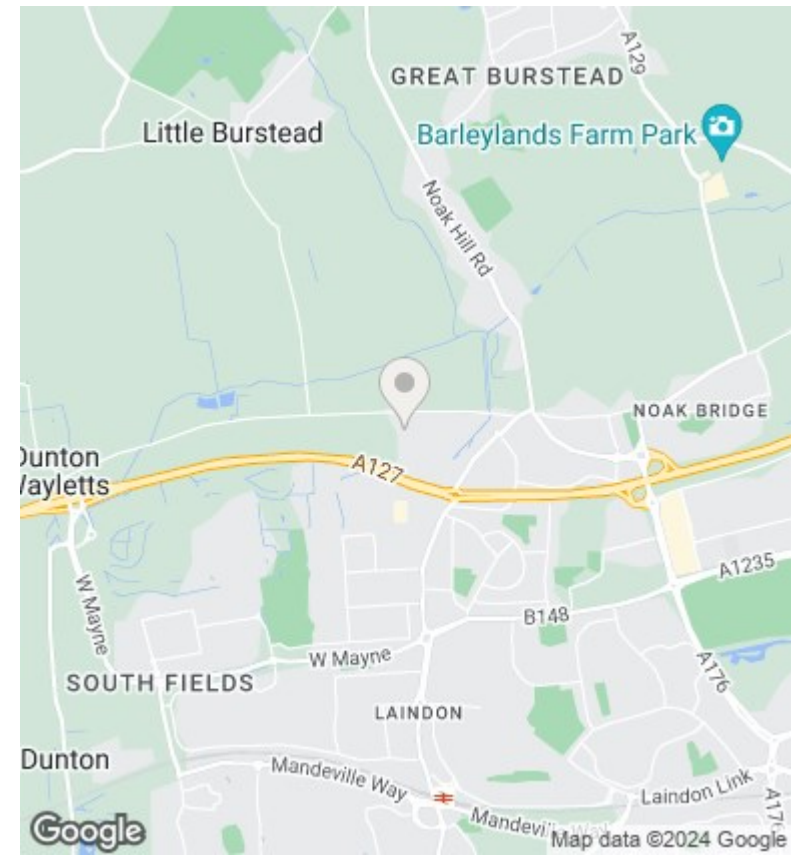 A129
GREAT BURSTEAD
Little Burstead
Barleylands Farm Park
Noak Hill Rd
NOAK BRIDGE
Dunton
Wayletts
A127
A1235
W Mayne
B148
W Mayne
SOUTH FIELDS
A176
LAINDON
Dunton
Mandeville Way
Laindon Link
A176
Mandeville Way
Google
Map data ©2024 Google